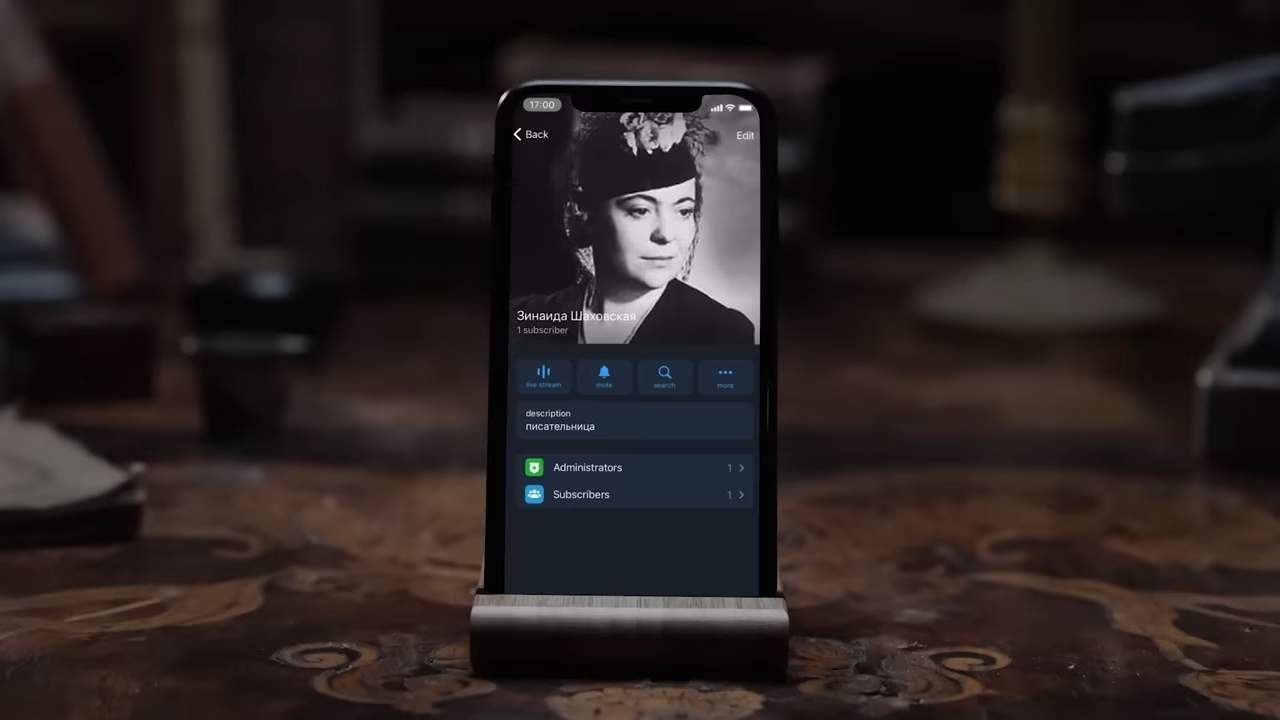 17:00
Back
Edit
Зинаида Шаховская
1 subscriber
live stream
mute
search
more
description
писательница
Administrators 1
Subscribers 1